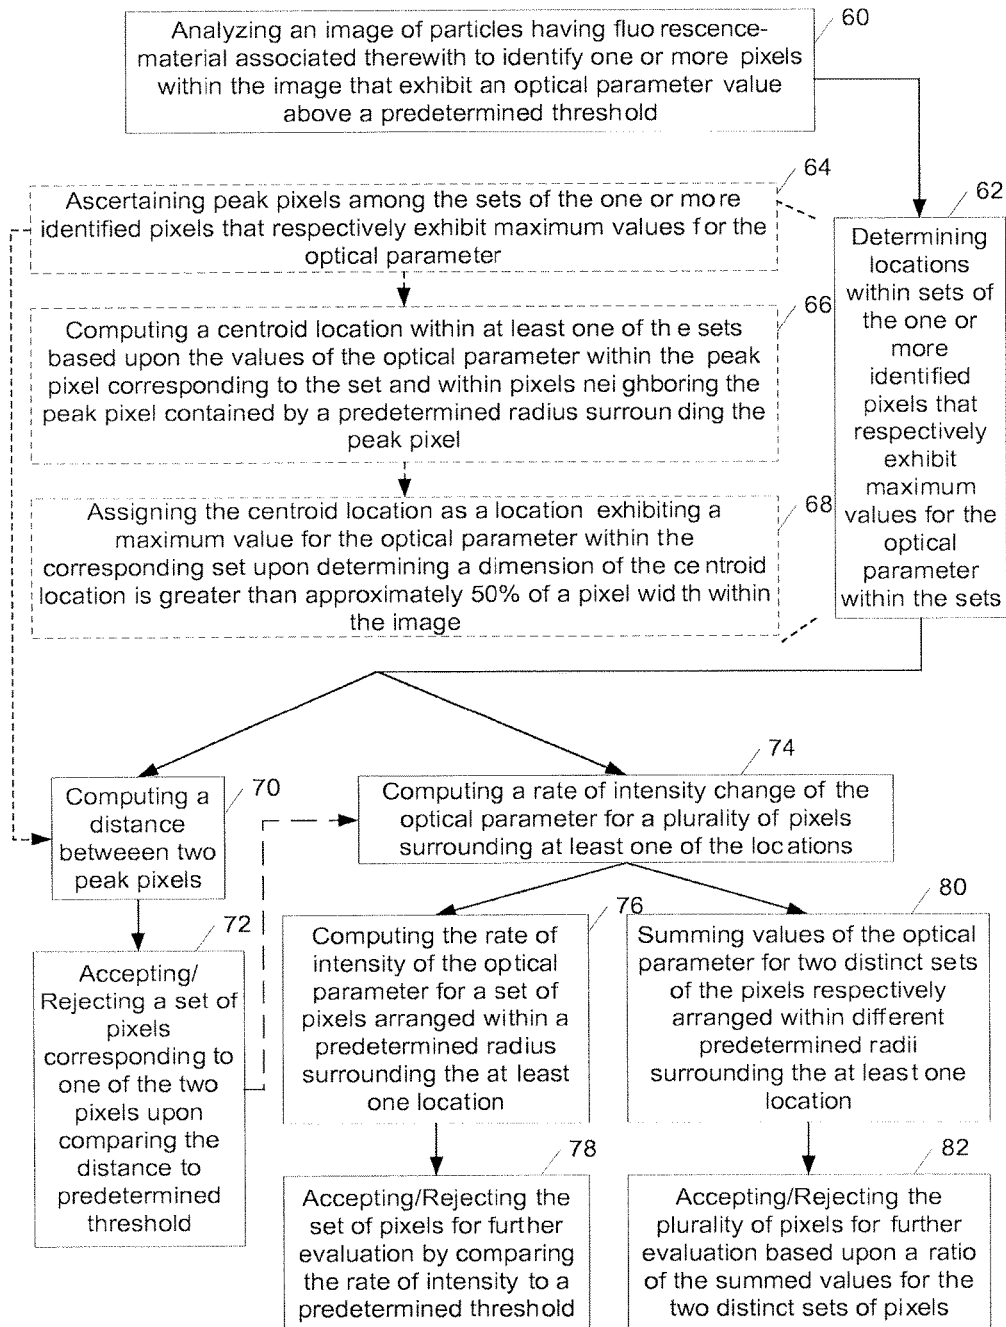 60
Analyzing an image of particles having fluo rescence-
material associated therewith to identify one or more pixels
within the image that exhibit an optical parameter value
above a predetermined threshold
64
Ascertaining peak pixels among the sets of the one or more
identified pixels that respectively exhibit maximum values for the
optical parameter
62
Determining
locations
within sets of
the one or
more
identified
pixels that
respectively
exhibit
maximum
values for the
optical
parameter
within the sets
66
Computing a centroid location within at least one of the sets
based upon the values of the optical parameter within the peak
pixel corresponding to the set and within pixels nei ghboring the
peak pixel contained by a predetermined radius surroun ding the
peak pixel
68
Assigning the centroid location as a location exhibiting a
maximum value for the optical parameter within the
corresponding set upon determining a dimension of the ce ntroid
location is greater than approximately 50% of a pixel wid th within
the image
70
Computing a
distance
betweeen two
peak pixels
74
Computing a rate of intensity change of the
optical parameter for a plurality of pixels
surrounding at least one of the locations
72
Accepting/
Rejecting a set of
pixels
corresponding to
one of the two
pixels upon
comparing the
distance to
predetermined
threshold
76
Computing the rate of
intensity of the optical
parameter for a set of
pixels arranged within a
predetermined radius
surrounding the at least
one location
80
Summing values of the optical
parameter for two distinct sets
of the pixels respectively
arranged within different
predetermined radii
surrounding the at least one
location
78
Accepting/Rejecting the
set of pixels for further
evaluation by comparing
the rate of intensity to a
predetermined threshold
82
Accepting/Rejecting the
plurality of pixels for further
evaluation based upon a ratio
of the summed values for the
two distinct sets of pixels